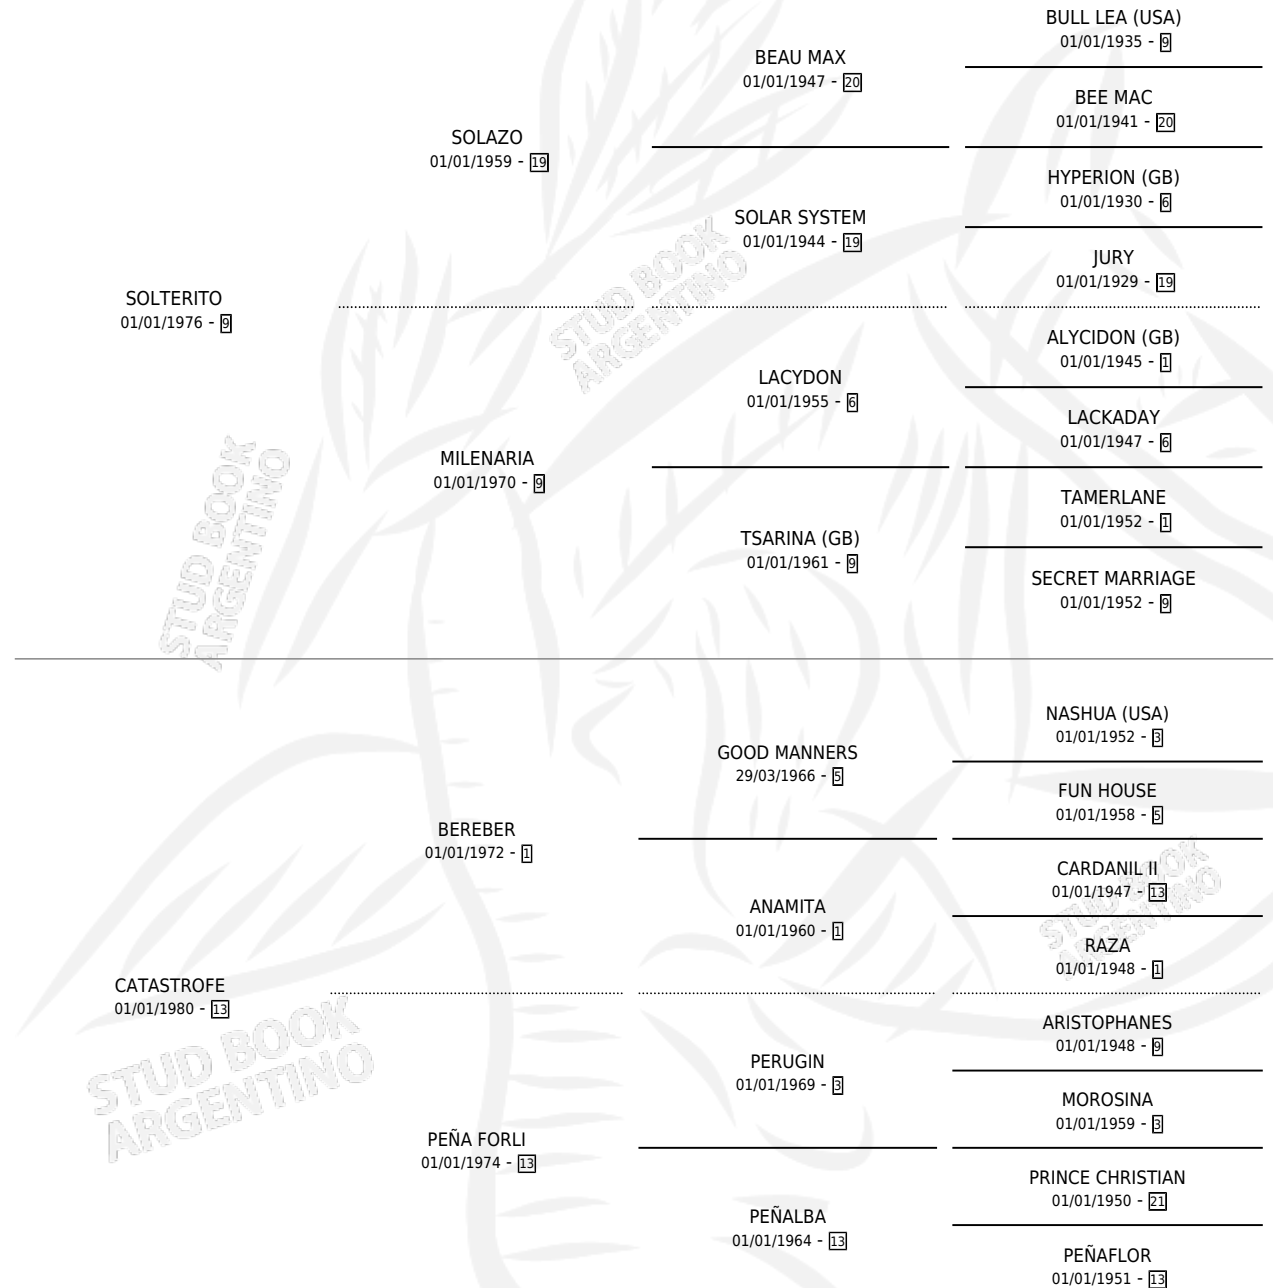 BULL LEA (USA)
01/01/1935 - 9
BEAU MAX
01/01/1947 - 20
BEE MAC
01/01/1941 - 20
SOLAZO
01/01/1959 - 19
HYPERION (GB)
01/01/1930 - 6
SOLAR SYSTEM
01/01/1944 - 19
JURY
01/01/1929 - 19
SOLTERITO
01/01/1976 - 9
STUD BOOK
ARGENTINO
ALYCIDON (GB)
01/01/1945 - 1
LACYDON
01/01/1955 - 6
LACKADAY
01/01/1947 - 6
MILENARIA
01/01/1970 - 9
TAMERLANE
01/01/1952 - 1
TSARINA (GB)
01/01/1961 - 9
SECRET MARRIAGE
01/01/1952 - 9
STUD BOOK
ARGENTINO
NASHUA (USA)
01/01/1952 - 3
GOOD MANNERS
29/03/1966 - 5
FUN HOUSE
01/01/1958 - 5
BEREBER
01/01/1972 - 1
CARDANIL II
01/01/1947 - 13
ANAMITA
01/01/1960 - 1
RAZA
01/01/1948 - 1
STUD BOOK
ARGENTINO
CATASTROFE
01/01/1980 - 13
STUD BOOK
ARGENTINO
ARISTOPHANES
01/01/1948 - 9
PERUGIN
01/01/1969 - 3
MOROSINA
01/01/1959 - 3
PEÑA FORLI
01/01/1974 - 13
PRINCE CHRISTIAN
01/01/1950 - 21
PEÑALBA
01/01/1964 - 13
PEÑAFLOR
01/01/1951 - 13